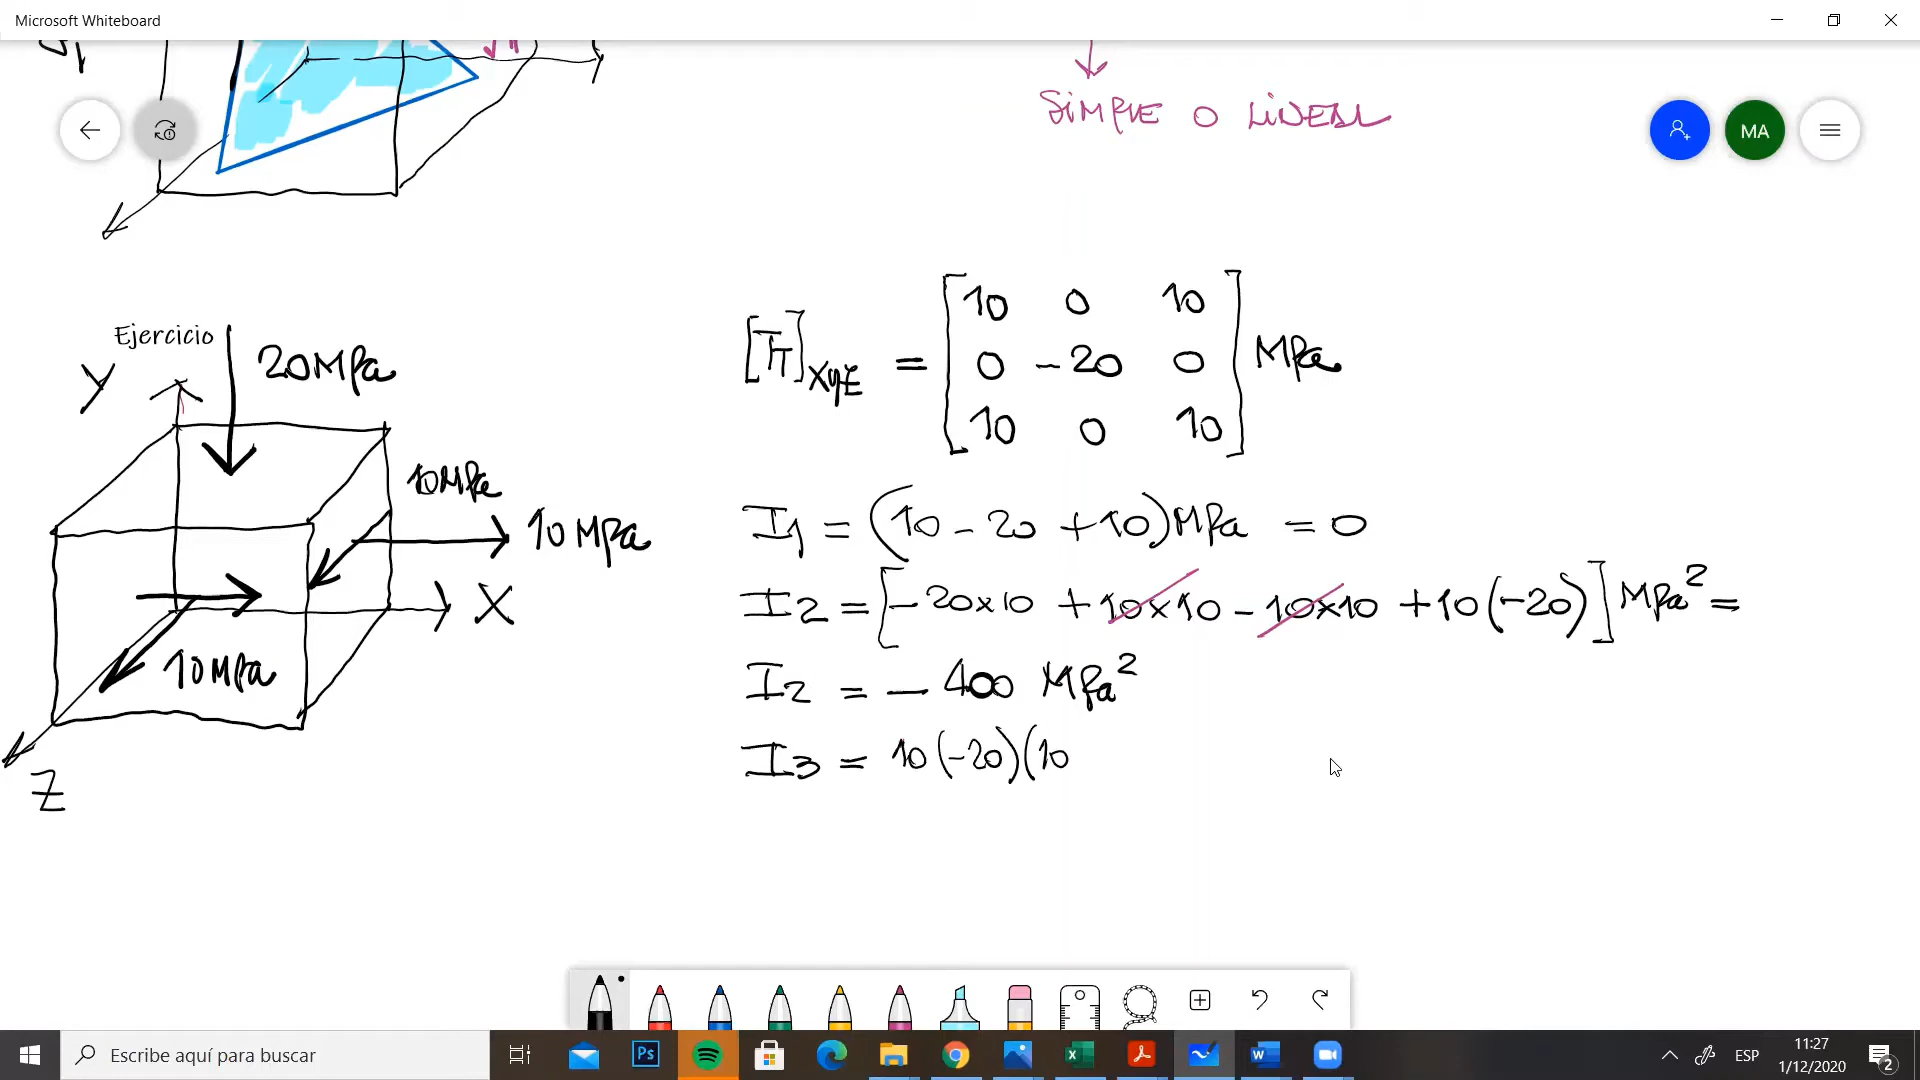 Microsoft Whiteboard
SIMPLE O LINEAL
MA
Ejercicio
20MPa
Y
10MPa
10 MPa
X
10MPa
Z
[T]xyz = [10 0 10
0 -20 0
10 0 10] MPa
I1 = (10 - 20 + 10)MPa = 0
I2 = [-20x10 + 10x10 - 10x10 + 10(-20)] MPa² =
I2 = - 400 MPa²
I3 = 10(-20)(10
Escribe aquí para buscar
Ps
ESP
11:27
1/12/2020
2